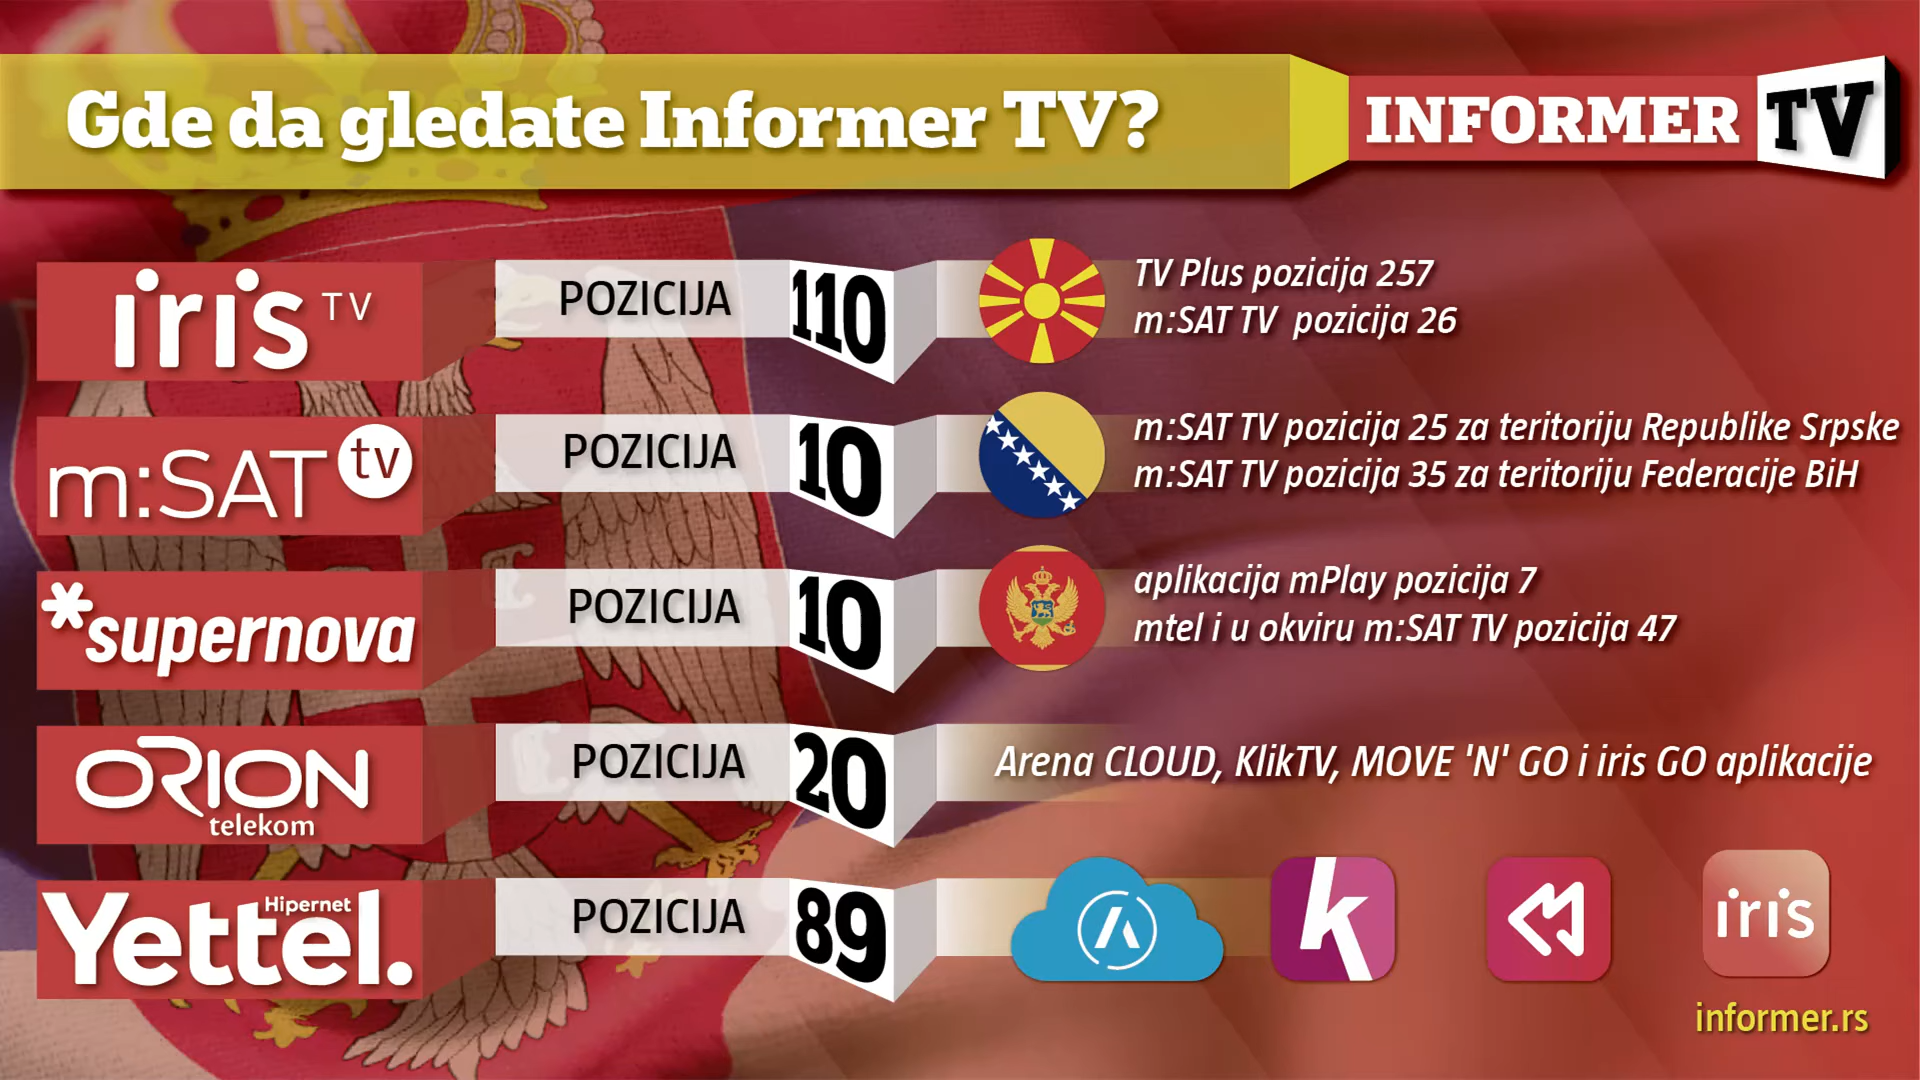 Gde da gledate Informer TV?
INFORMER TV
iris TV
POZICIJA 110
TV Plus pozicija 257
m:SAT TV pozicija 26
m:SAT tv
POZICIJA 10
m:SAT TV pozicija 25 za teritoriju Republike Srpske
m:SAT TV pozicija 35 za teritoriju Federacije BiH
*supernova
POZICIJA 10
aplikacija mPlay pozicija 7
mtel i u okviru m:SAT TV pozicija 47
ORION
telekom
POZICIJA 20
Arena CLOUD, KlikTV, MOVE 'N' GO i iris GO aplikacije
Hipernet
Yettel.
POZICIJA 89
k
iris
informer.rs